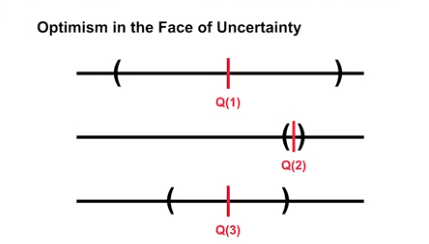 Optimism in the Face of Uncertainty
Q(1)
Q(2)
Q(3)